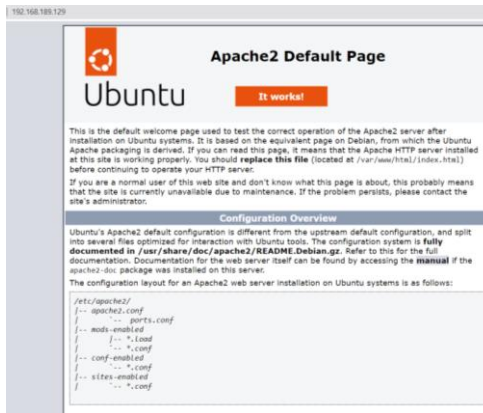 192.168.189.129
Apache2 Default Page
Ubuntu
It works!
This is the default welcome page used to test the correct operation of the Apache2 server after
installation on Ubuntu systems. It is based on the equivalent page on Debian, from which the Ubuntu
Apache packaging is derived. If you can read this page, it means that the Apache HTTP server installed
at this site is working properly. You should replace this file (located at /var/www/html/index.html)
before continuing to operate your HTTP server.
If you are a normal user of this web site and don't know what this page is about, this probably means
that the site is currently unavailable due to maintenance. If the problem persists, please contact the
site's administrator.
Configuration Overview
Ubuntu's Apache2 default configuration is different from the upstream default configuration, and split
into several files optimized for interaction with Ubuntu tools. The configuration system is fully
documented in /usr/share/doc/apache2/README.Debian.gz. Refer to this for the full
documentation. Documentation for the web server itself can be found by accessing the manual if the
apache2-doc package was installed on this server.
The configuration layout for an Apache2 web server installation on Ubuntu systems is as follows:
/etc/apache2/
|-- apache2.conf
|       `--  ports.conf
|-- mods-enabled
|       |-- *.load
|       `-- *.conf
|-- conf-enabled
|       `-- *.conf
|-- sites-enabled
|       `-- *.conf